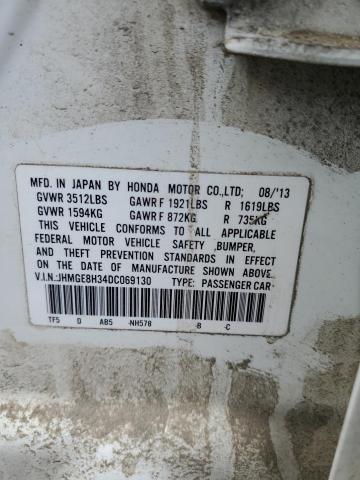 MFD. IN JAPAN BY HONDA MOTOR CO.,LTD; 08/'13
GVWR 3512LBS GAWR F 1921LBS R 1619LBS
GVWR 1594KG GAWR F 872KG R 735KG
THIS VEHICLE CONFORMS TO ALL APPLICABLE
FEDERAL MOTOR VEHICLE SAFETY ,BUMPER,
AND THEFT PREVENTION STANDARDS IN EFFECT
ON THE DATE OF MANUFACTURE SHOWN ABOVE.
V.I.N.:JHMGE8H34DC069130 TYPE: PASSENGER CAR
TF5 D AB5 -NH578 -B -C